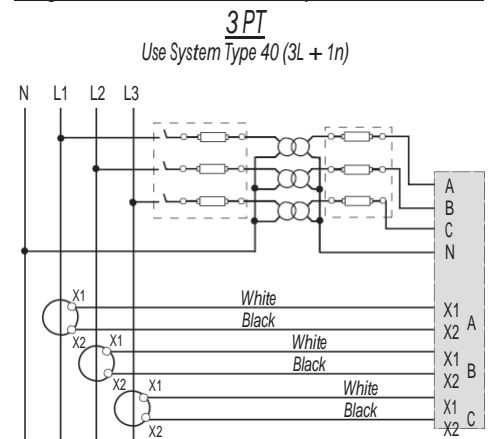 3 PT
Use System Type 40 (3L + 1n)
N L1 L2 L3
A
B
C
N
X1 White X1
Black X2 A
X2 X1 White X1
Black X2 B
X2 X1 White X1
Black X2 C
X2